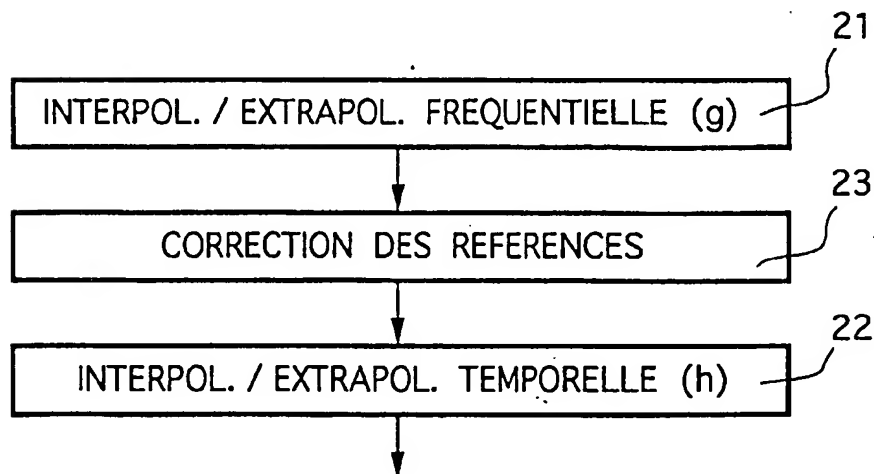 21
INTERPOL. / EXTRAPOL. FREQUENTIELLE (g)
23
CORRECTION DES REFERENCES
22
INTERPOL. / EXTRAPOL. TEMPORELLE (h)